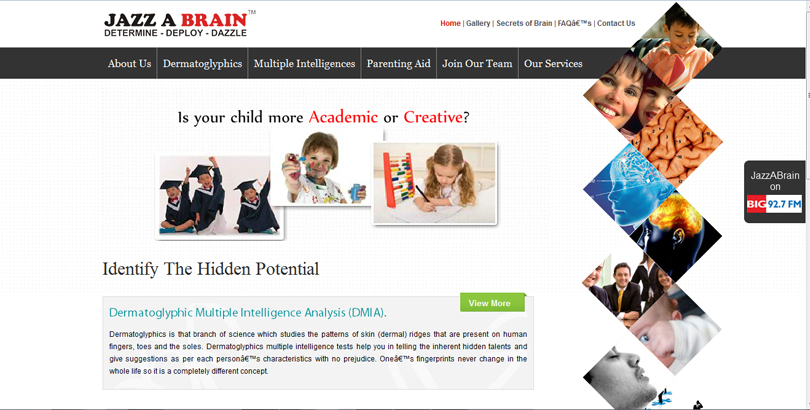 JAZZ A BRAIN™
DETERMINE - DEPLOY - DAZZLE
Home | Gallery | Secrets of Brain | FAQâ€™s | Contact Us
About Us Dermatoglyphics Multiple Intelligences Parenting Aid Join Our Team Our Services
Is your child more Academic or Creative?
JazzABrain
on
BIG 92.7 FM
Identify The Hidden Potential
View More
Dermatoglyphic Multiple Intelligence Analysis (DMIA).
Dermatoglyphics is that branch of science which studies the patterns of skin (dermal) ridges that are present on human
fingers, toes and the soles. Dermatoglyphics multiple intelligence tests help you in telling the inherent hidden talents and
give suggestions as per each personâ€™s characteristics with no prejudice. Oneâ€™s fingerprints never change in the
whole life so it is a completely different concept.